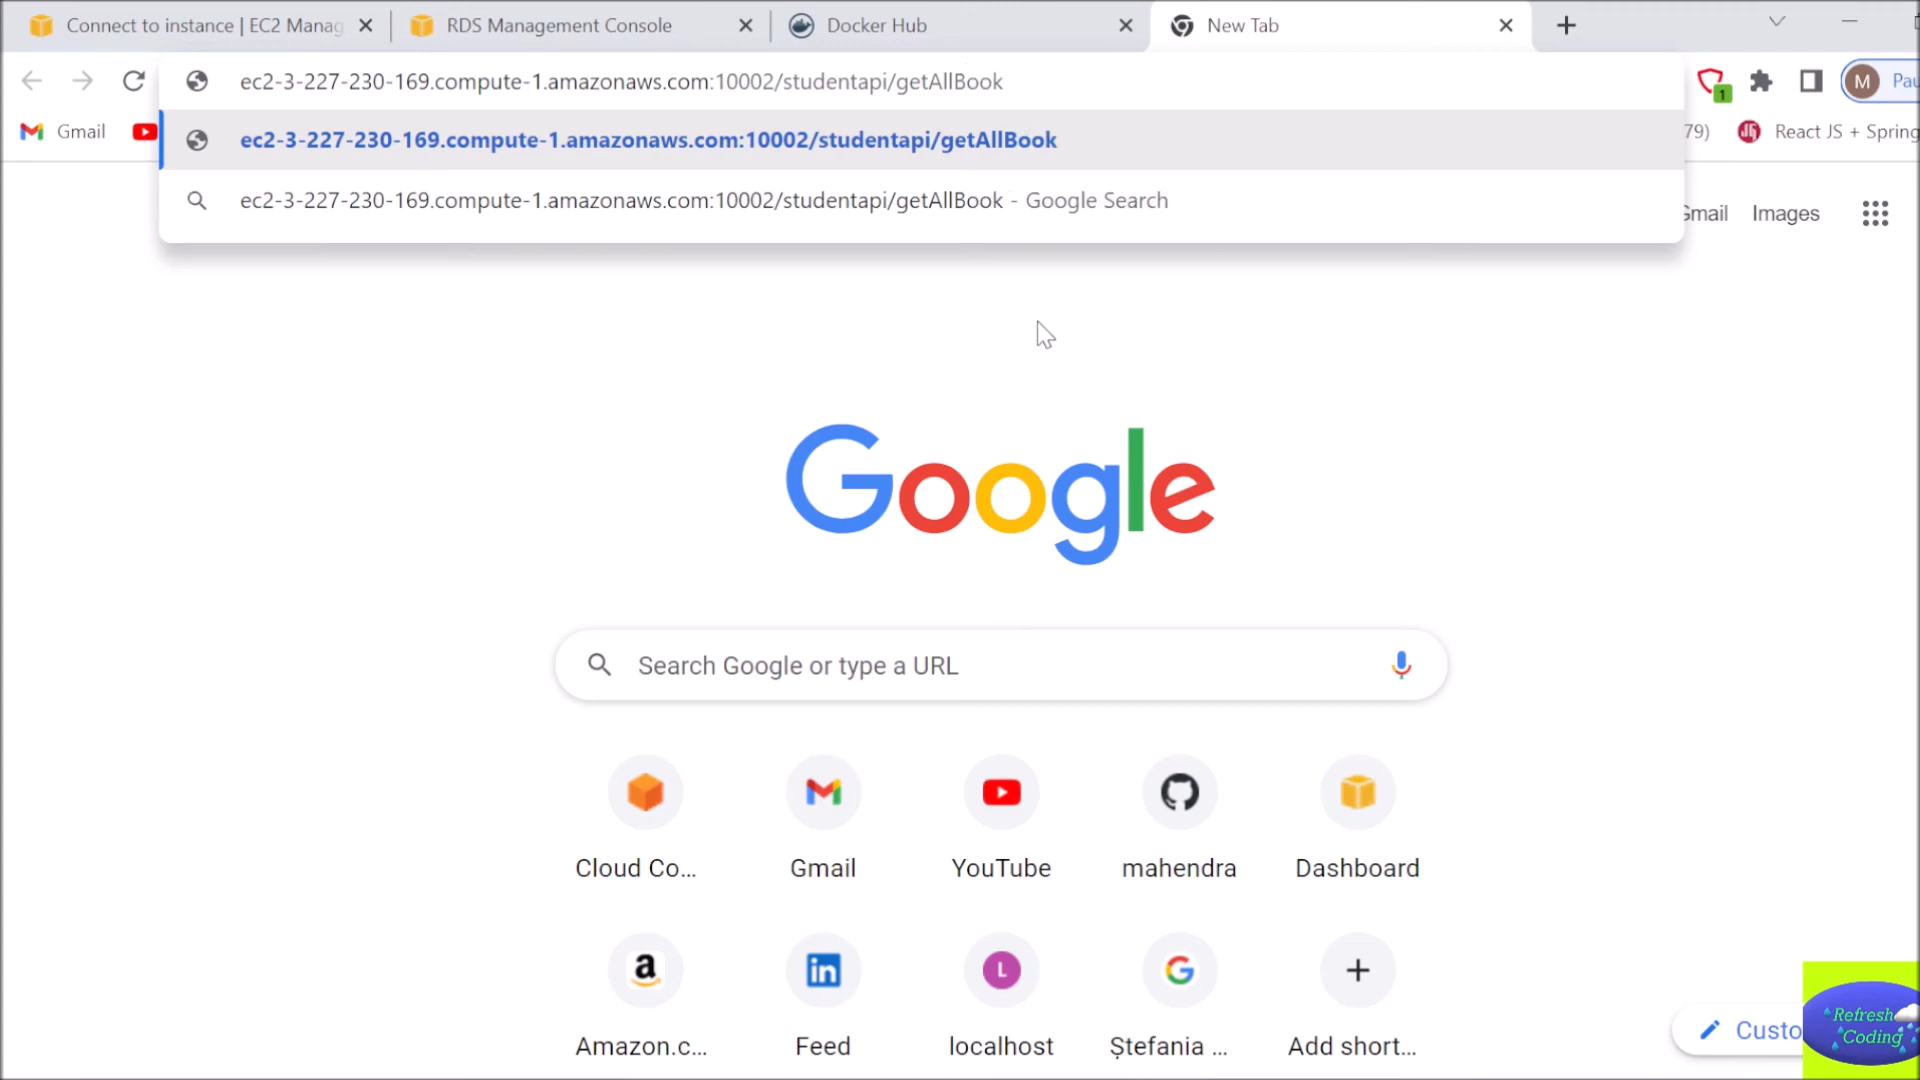 Connect to instance | EC2 Manag
RDS Management Console
Docker Hub
New Tab
ec2-3-227-230-169.compute-1.amazonaws.com:10002/studentapi/getAllBook
1
M
Pau
Gmail
ec2-3-227-230-169.compute-1.amazonaws.com:10002/studentapi/getAllBook
79)
React JS + Spring
ec2-3-227-230-169.compute-1.amazonaws.com:10002/studentapi/getAllBook - Google Search
Gmail
Images
Google
Search Google or type a URL
Cloud Co...
Gmail
YouTube
mahendra
Dashboard
a
in
L
G
Amazon.c...
Feed
localhost
Ștefania ...
Add short...
Custo
Refresh
Coding